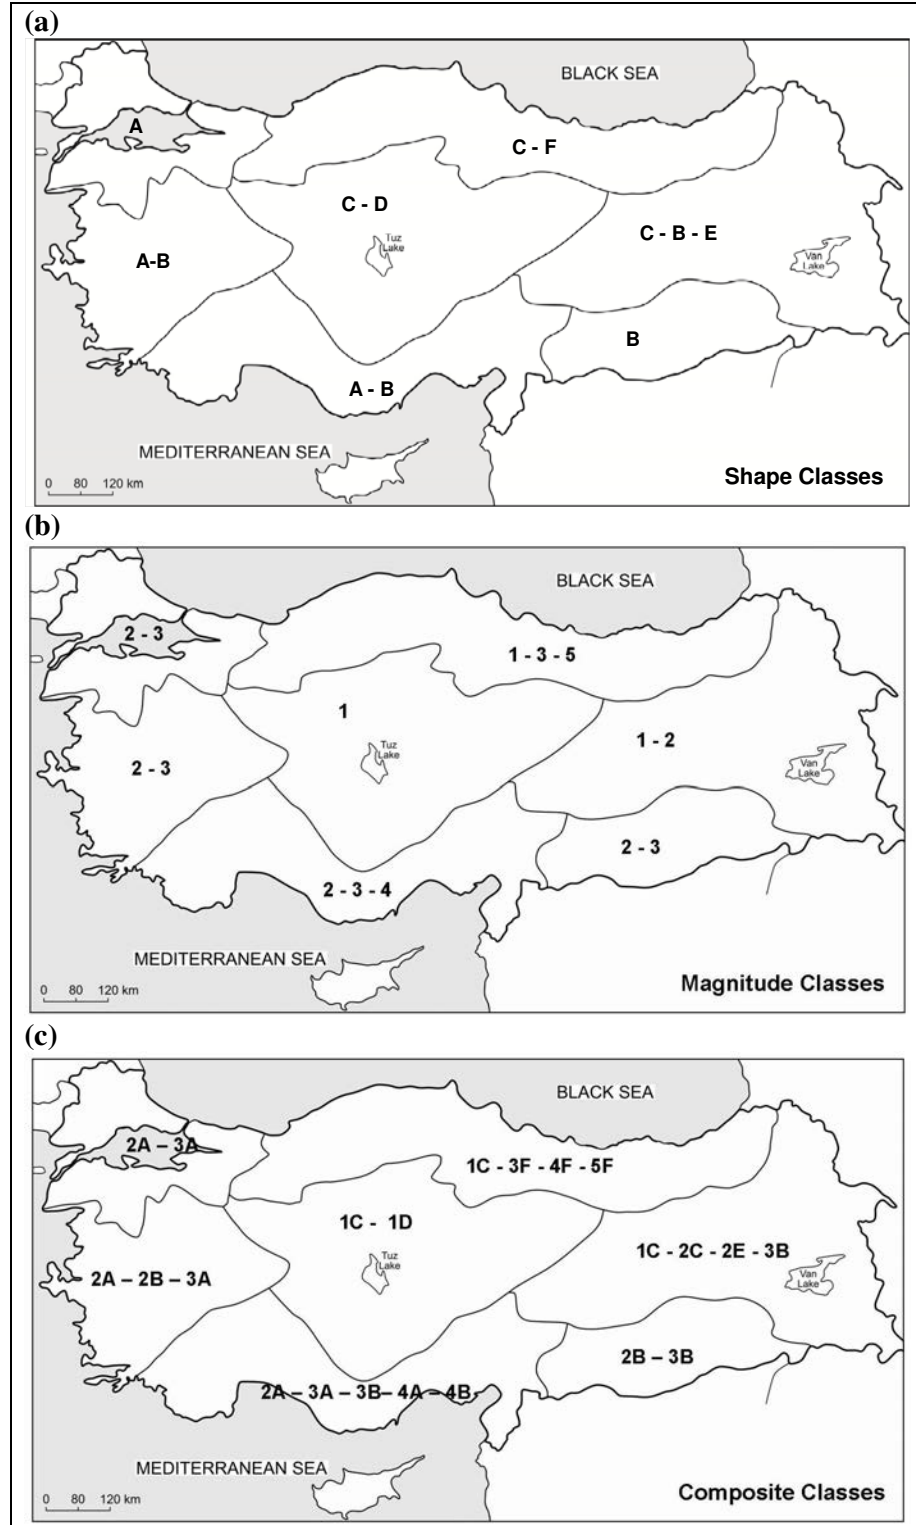 (a)
BLACK SEA
A
C - F
C - D
C - B - E
Tuz
Lake
A-B
Van
Lake
B
A - B
MEDITERRANEAN SEA
Shape Classes
0 80 120 km
(b)
BLACK SEA
2 - 3
1 - 3 - 5
1
1 - 2
Tuz
Lake
2 - 3
Van
Lake
2 - 3
2 - 3 - 4
MEDITERRANEAN SEA
Magnitude Classes
0 80 120 km
(c)
BLACK SEA
2A – 3A
1C - 3F - 4F - 5F
1C - 1D
1C - 2C - 2E - 3B
Tuz
Lake
2A – 2B – 3A
Van
Lake
2B – 3B
2A – 3A – 3B– 4A – 4B
MEDITERRANEAN SEA
Composite Classes
0 80 120 km